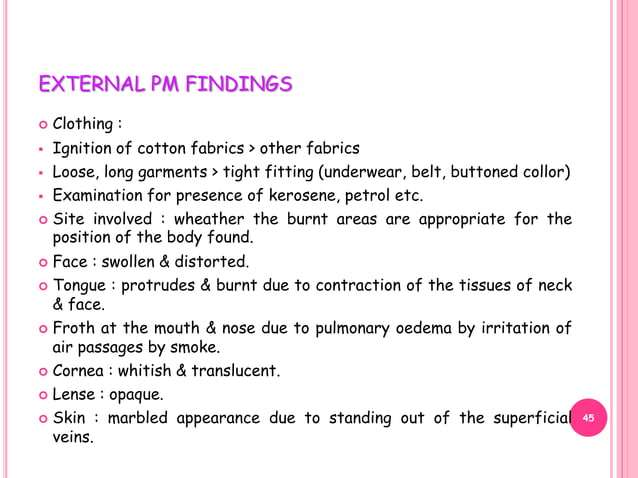 EXTERNAL PM FINDINGS
Clothing :
Ignition of cotton fabrics > other fabrics
Loose, long garments > tight fitting (underwear, belt, buttoned collor)
Examination for presence of kerosene, petrol etc.
Site involved : wheather the burnt areas are appropriate for the
position of the body found.
Face : swollen & distorted.
Tongue : protrudes & burnt due to contraction of the tissues of neck
& face.
Froth at the mouth & nose due to pulmonary oedema by irritation of
air passages by smoke.
Cornea : whitish & translucent.
Lense : opaque.
Skin : marbled appearance due to standing out of the superficial
veins.
45